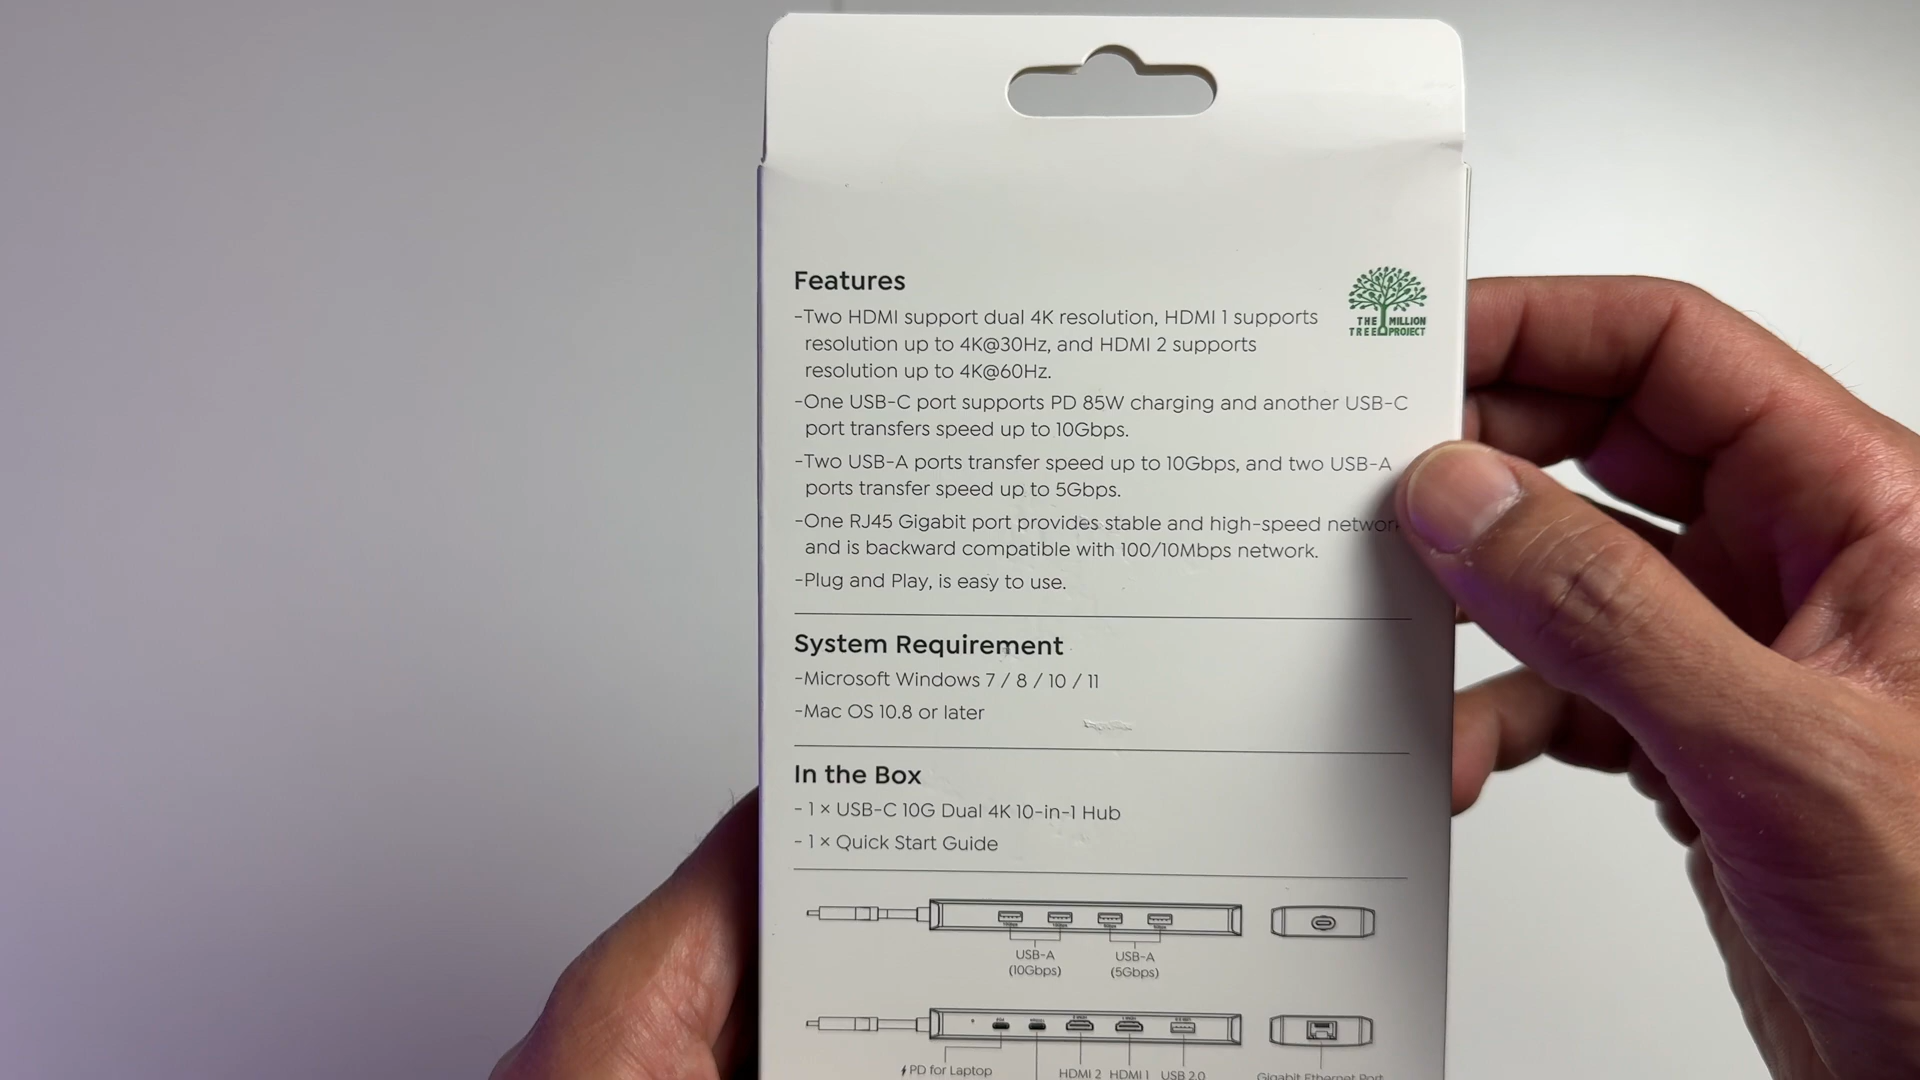 Features
THE MILLION
TREE PROJECT
-Two HDMI support dual 4K resolution, HDMI 1 supports
resolution up to 4K@30Hz, and HDMI 2 supports
resolution up to 4K@60Hz.
-One USB-C port supports PD 85W charging and another USB-C
port transfers speed up to 10Gbps.
-Two USB-A ports transfer speed up to 10Gbps, and two USB-A
ports transfer speed up to 5Gbps.
-One RJ45 Gigabit port provides stable and high-speed network
and is backward compatible with 100/10Mbps network.
-Plug and Play, is easy to use.
System Requirement
-Microsoft Windows 7 / 8 / 10 / 11
-Mac OS 10.8 or later
In the Box
- 1 × USB-C 10G Dual 4K 10-in-1 Hub
- 1 × Quick Start Guide
USB-A USB-A
(10Gbps) (5Gbps)
PD for Laptop HDMI 2 HDMI 1 USB 2.0 Gigabit Ethernet Port